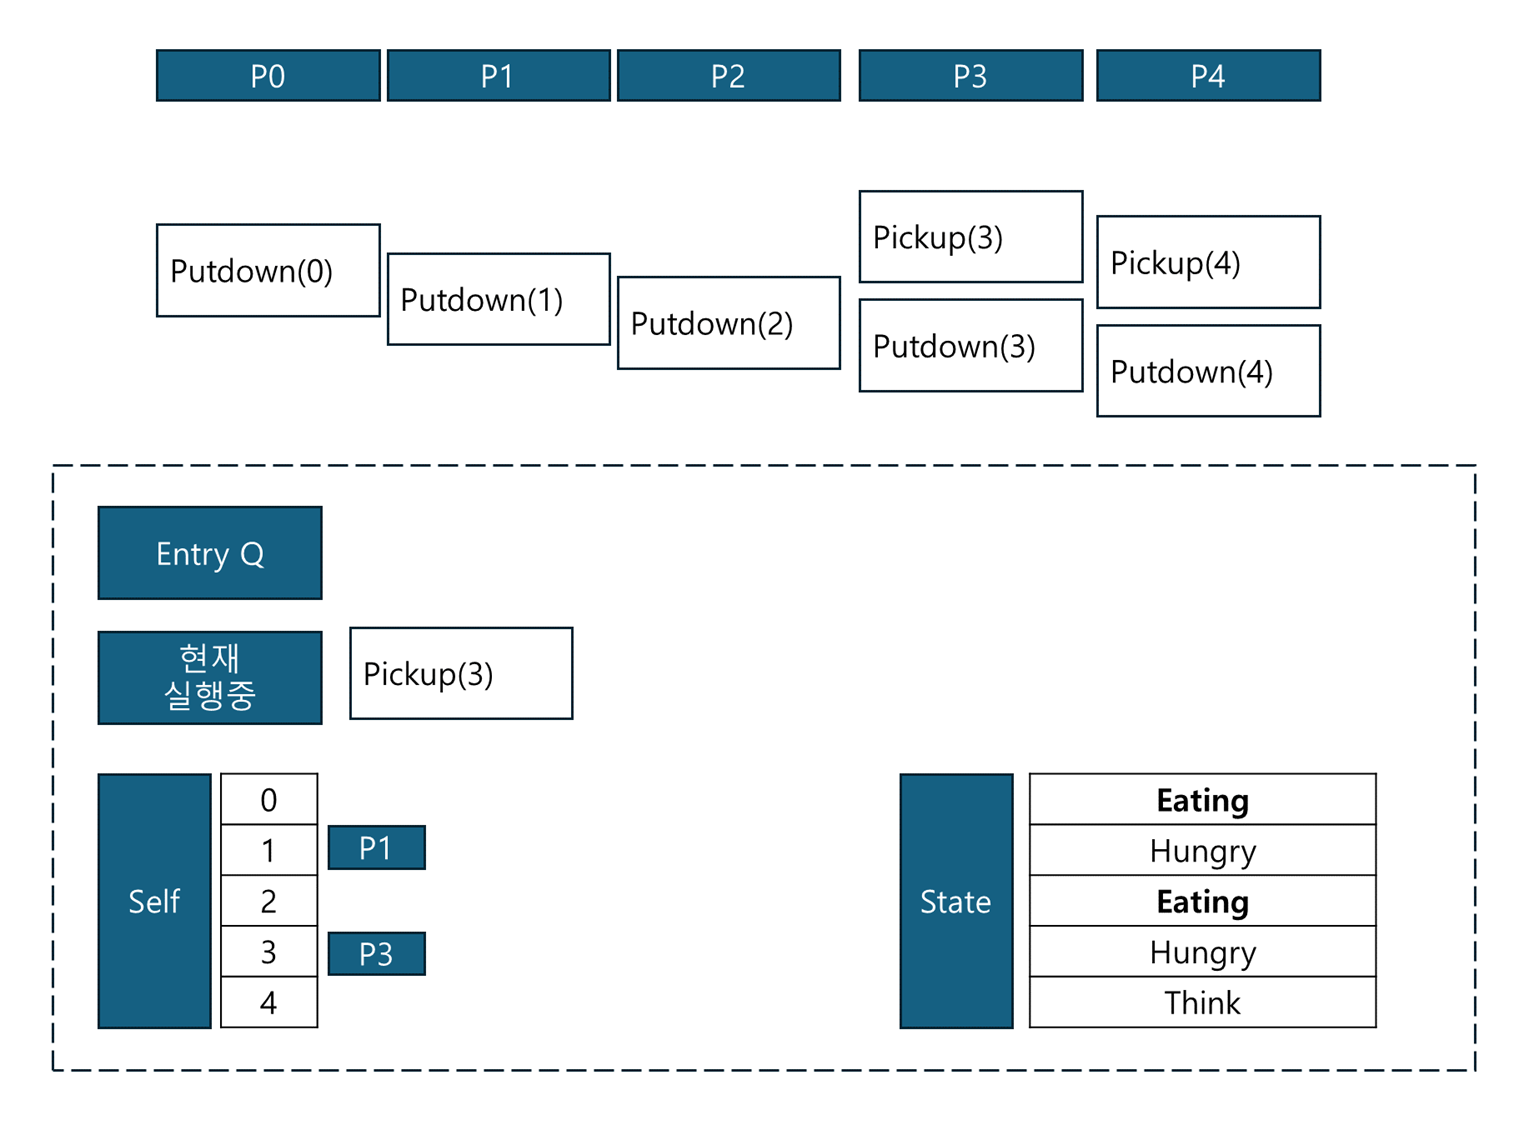 P0
P1
P2
P3
P4
Putdown(0)
Putdown(1)
Putdown(2)
Pickup(3)
Putdown(3)
Pickup(4)
Putdown(4)
Entry Q
현재
실행중
Pickup(3)
Self
0
1
2
3
4
P1
P3
State
Eating
Hungry
Eating
Hungry
Think